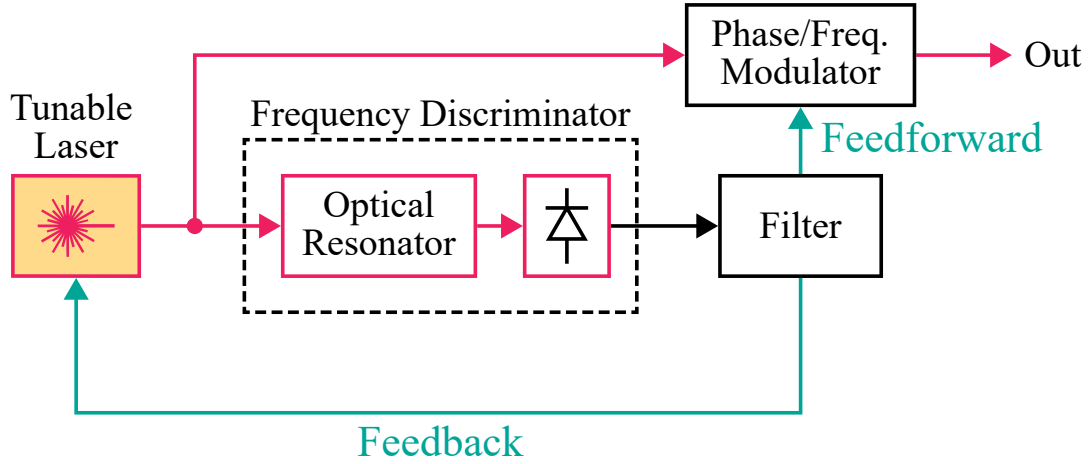 Phase/Freq.
Modulator
Out
Tunable
Laser
Frequency Discriminator
Feedforward
Optical
Resonator
Filter
Feedback